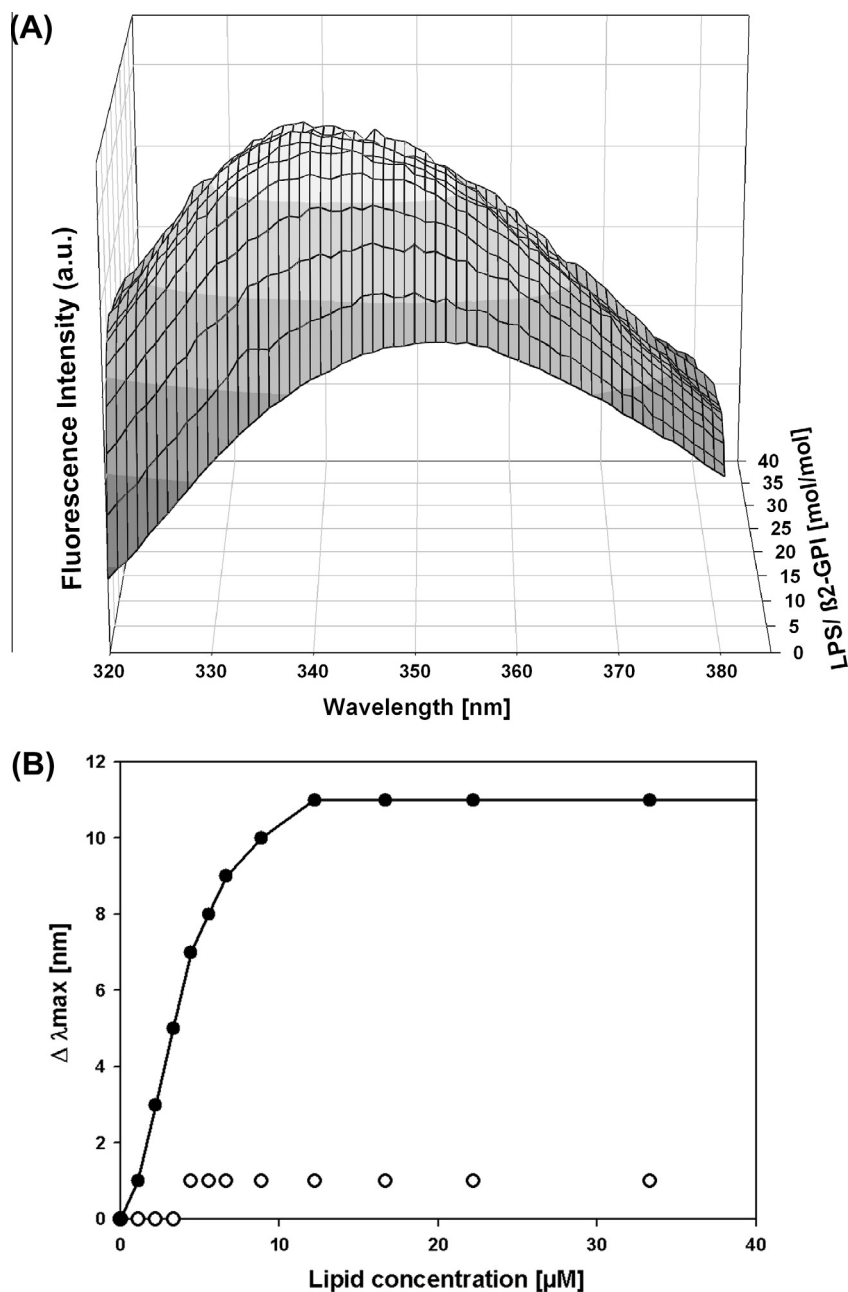 (A)
Fluorescence Intensity (a.u.)
40
35
30
25
20
15
10
5
0
LPS/ ß2-GPI [mol/mol]
320 330 340 350 360 370 380
Wavelength [nm]
(B)
12
10
8
6
4
2
0
Δ λmax [nm]
0 10 20 30 40
Lipid concentration [µM]